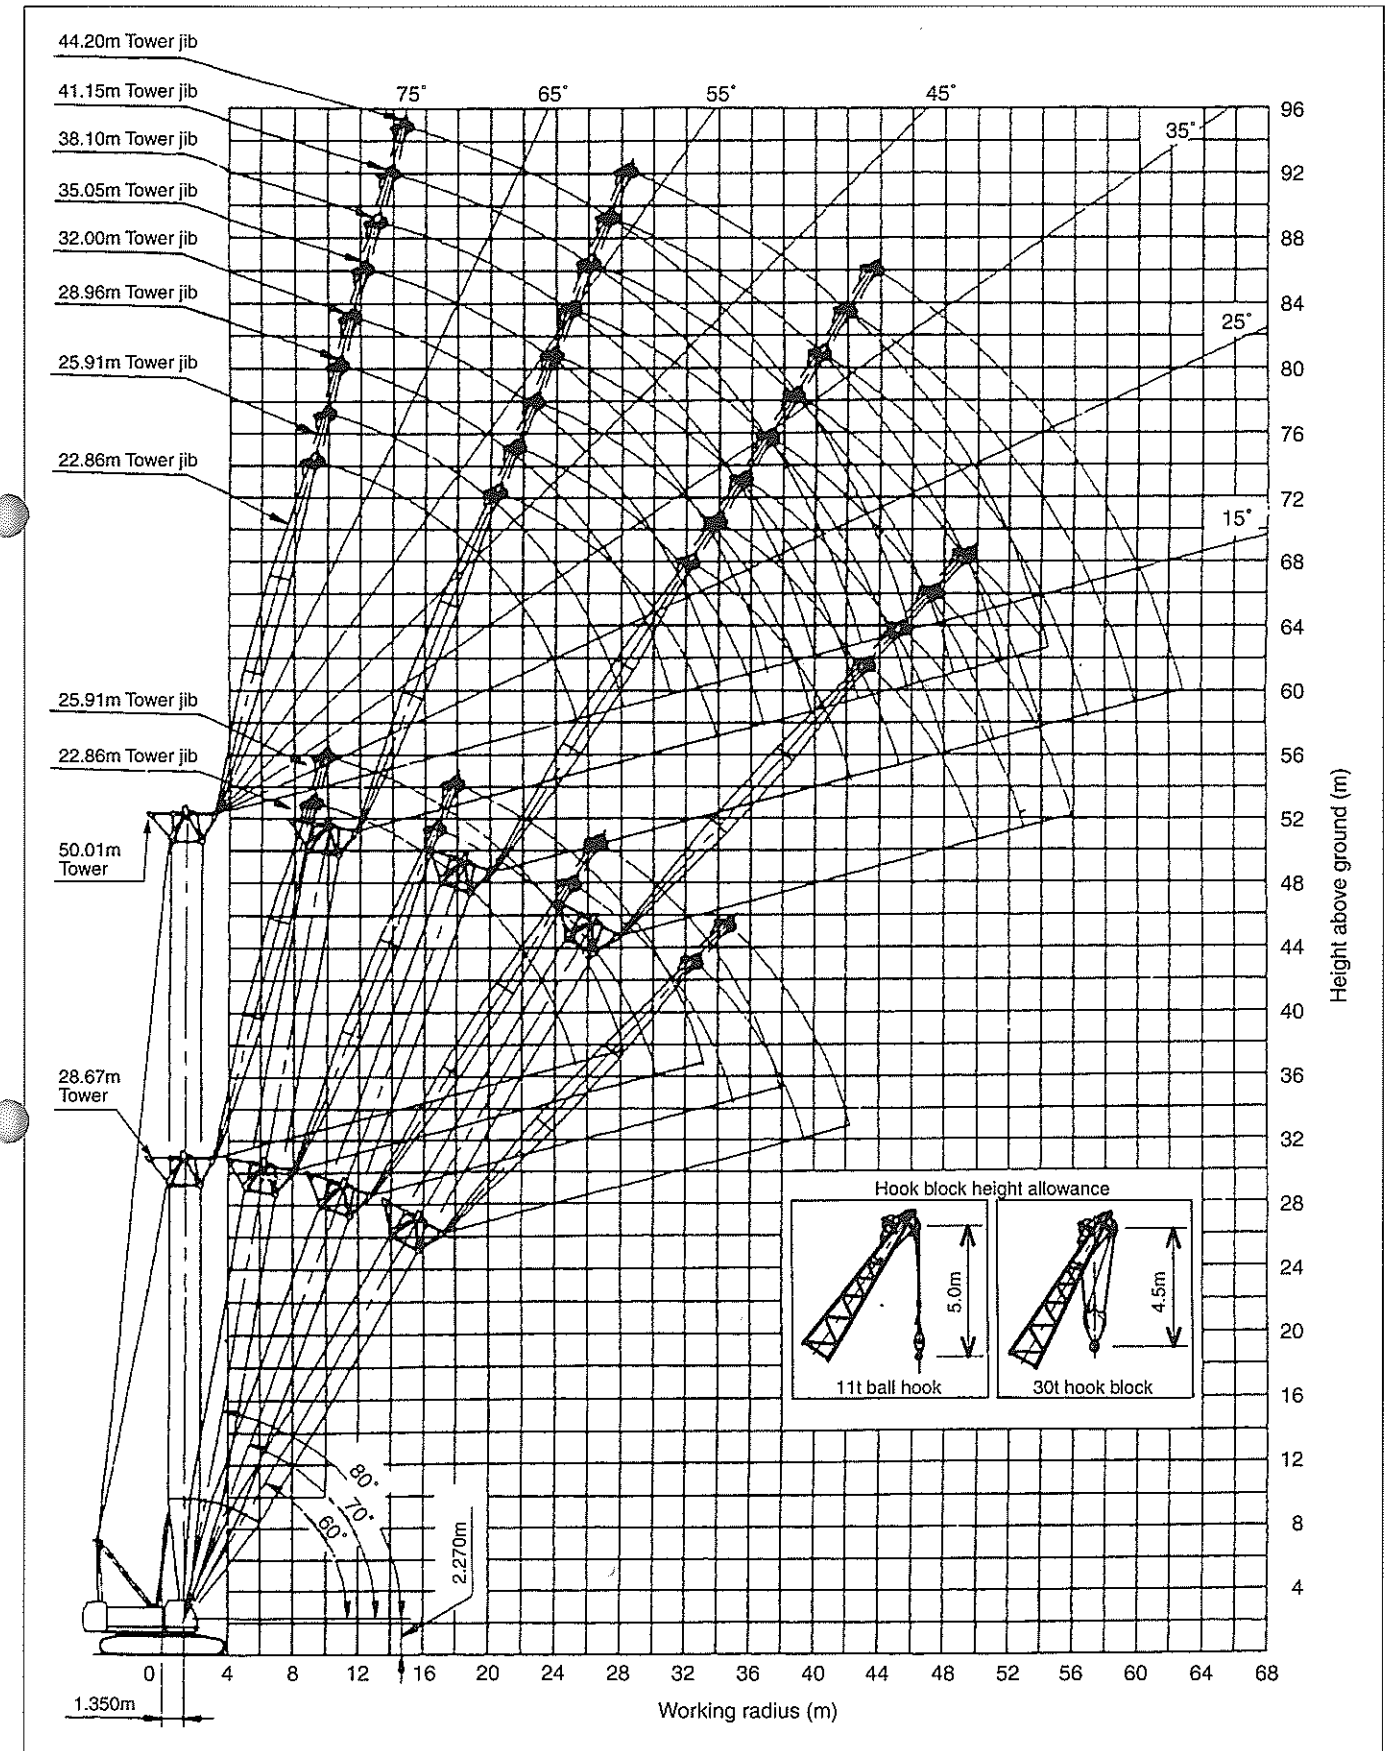 44.20m Tower jib
41.15m Tower jib
38.10m Tower jib
35.05m Tower jib
32.00m Tower jib
28.96m Tower jib
25.91m Tower jib
22.86m Tower jib
25.91m Tower jib
22.86m Tower jib
50.01m
Tower
28.67m
Tower
75°
65°
55°
45°
35°
25°
15°
96
92
88
84
80
76
72
68
64
60
56
52
48
44
40
36
32
28
24
20
16
12
8
4
Height above ground (m)
Hook block height allowance
5.0m
11t ball hook
4.5m
30t hook block
80°
70°
60°
2.270m
0 4 8 12 16 20 24 28 32 36 40 44 48 52 56 60 64 68
1.350m
Working radius (m)